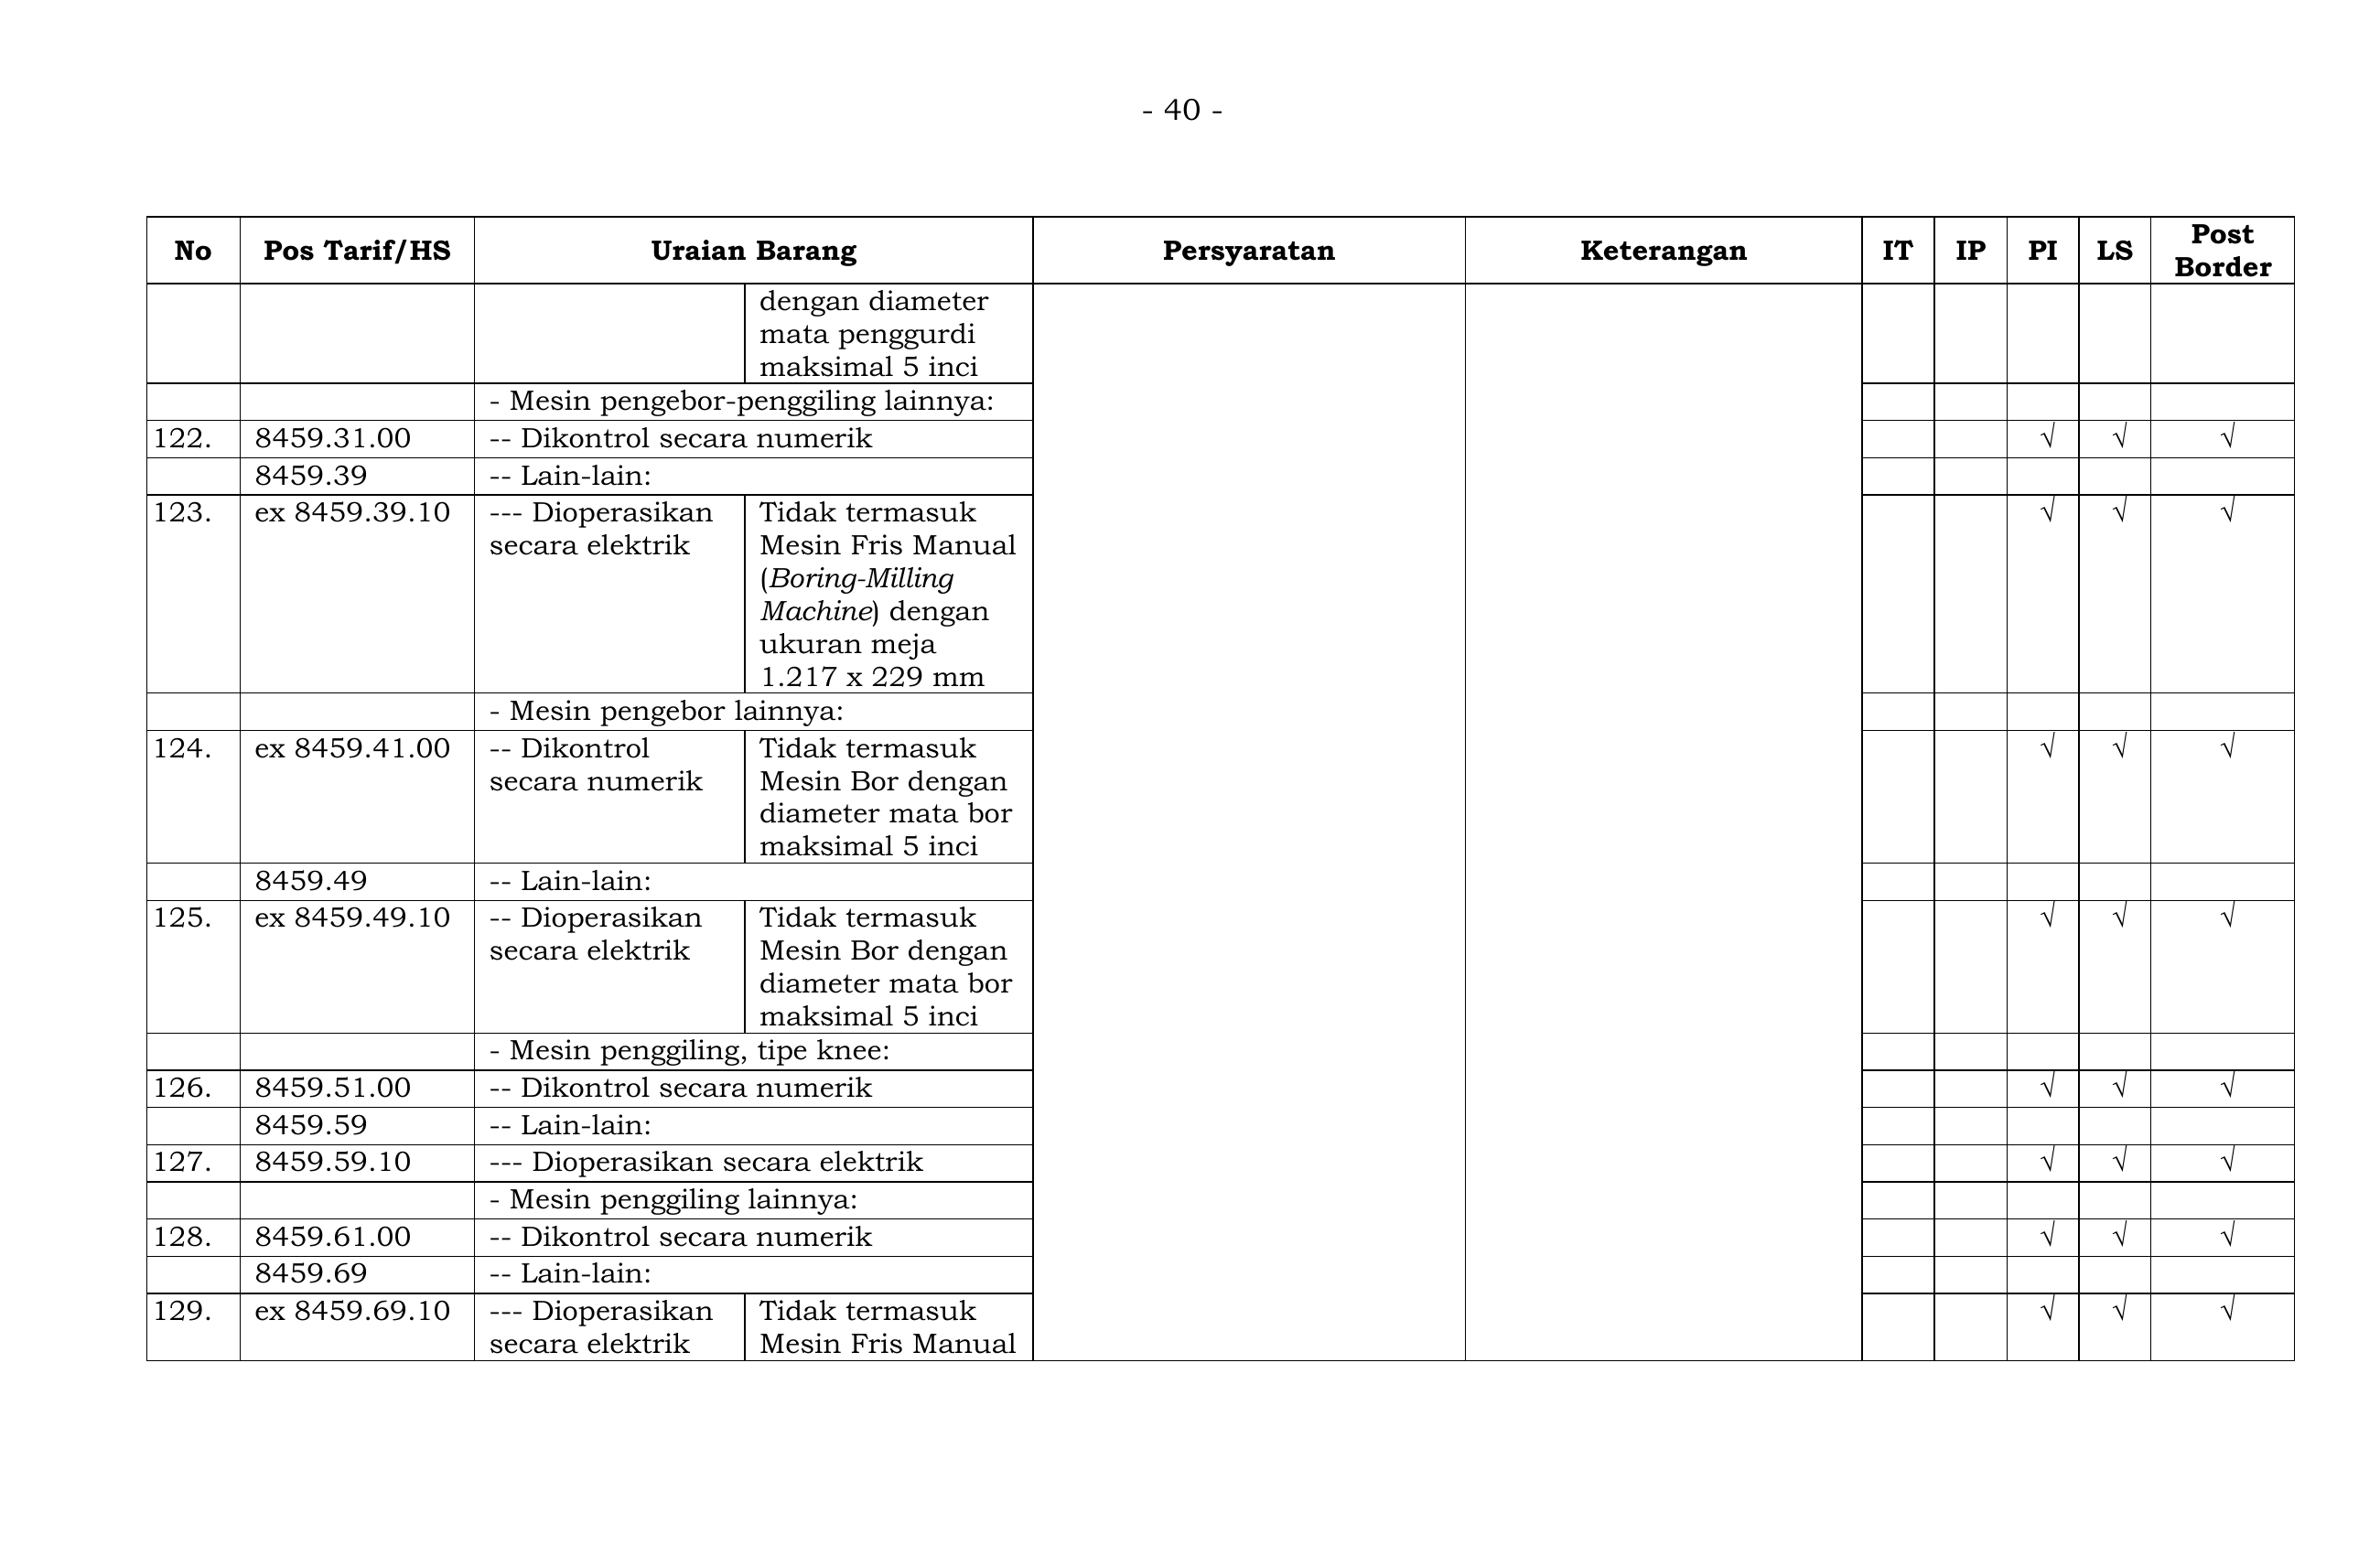 - 40 -
No Pos Tarif/HS Uraian Barang Persyaratan Keterangan IT IP PI LS Post
Border
dengan diameter
mata penggurdi
maksimal 5 inci
- Mesin pengebor-penggiling lainnya:
122. 8459.31.00 -- Dikontrol secara numerik √ √ √
8459.39 -- Lain-lain:
123. ex 8459.39.10 --- Dioperasikan Tidak termasuk √ √ √
secara elektrik Mesin Fris Manual
(Boring-Milling
Machine) dengan
ukuran meja
1.217 x 229 mm
- Mesin pengebor lainnya:
124. ex 8459.41.00 -- Dikontrol Tidak termasuk √ √ √
secara numerik Mesin Bor dengan
diameter mata bor
maksimal 5 inci
8459.49 -- Lain-lain:
125. ex 8459.49.10 -- Dioperasikan Tidak termasuk √ √ √
secara elektrik Mesin Bor dengan
diameter mata bor
maksimal 5 inci
- Mesin penggiling, tipe knee:
126. 8459.51.00 -- Dikontrol secara numerik √ √ √
8459.59 -- Lain-lain:
127. 8459.59.10 --- Dioperasikan secara elektrik √ √ √
- Mesin penggiling lainnya:
128. 8459.61.00 -- Dikontrol secara numerik √ √ √
8459.69 -- Lain-lain:
129. ex 8459.69.10 --- Dioperasikan Tidak termasuk √ √ √
secara elektrik Mesin Fris Manual